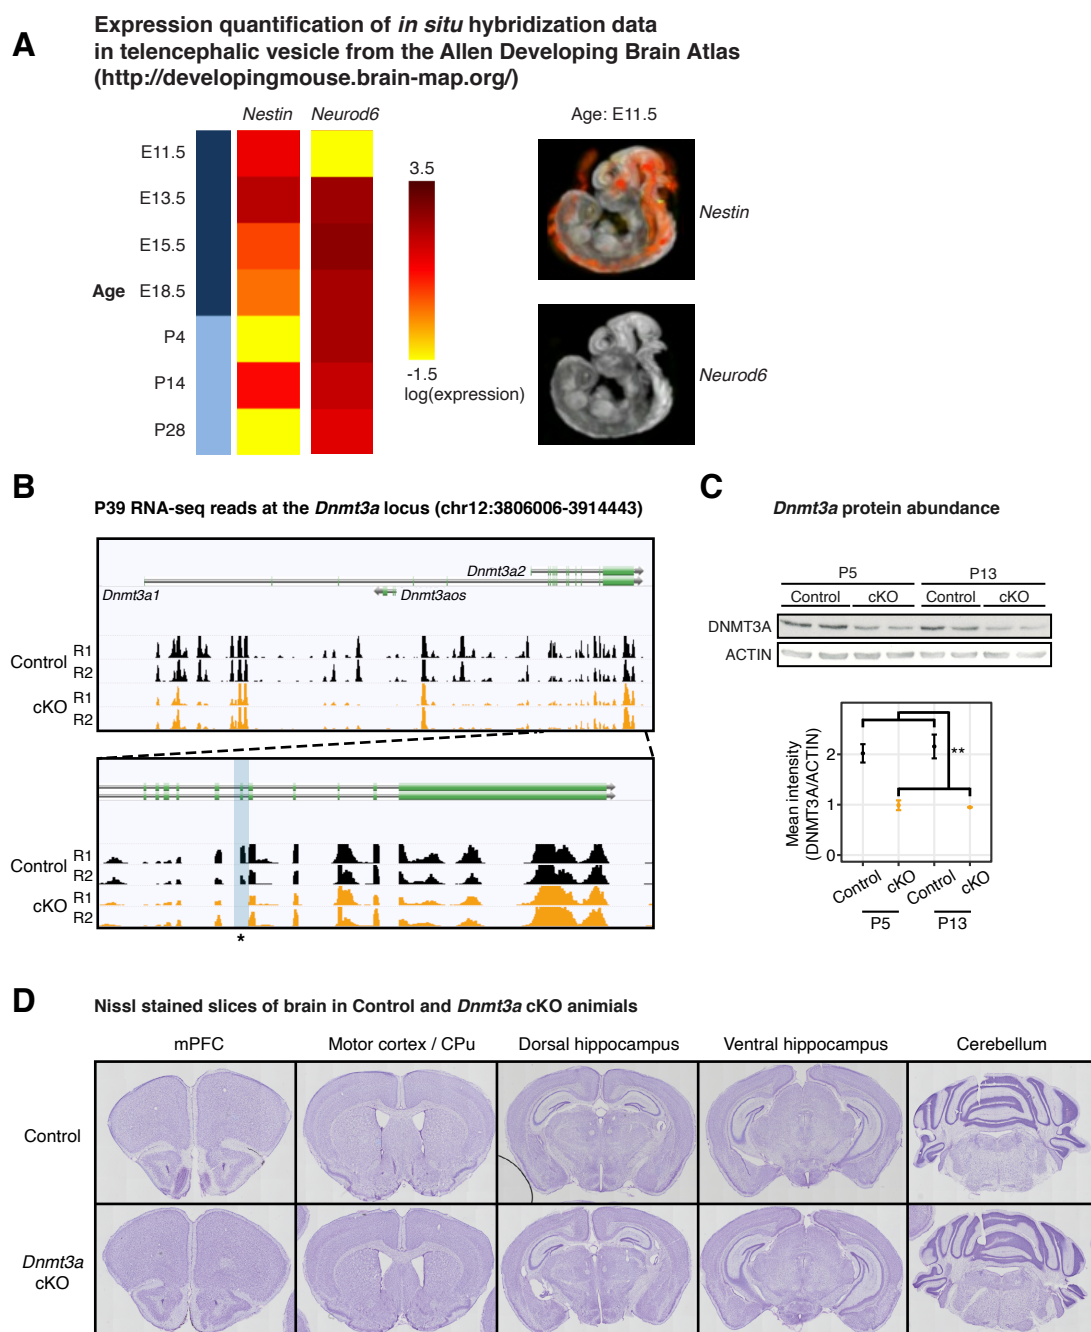 A
Expression quantification of in situ hybridization data
in telencephalic vesicle from the Allen Developing Brain Atlas
(http://developingmouse.brain-map.org/)
Nestin Neurod6
Age: E11.5
E11.5
E13.5
E15.5
Age E18.5
P4
P14
P28
3.5
-1.5
log(expression)
Nestin
Neurod6
B
P39 RNA-seq reads at the Dnmt3a locus (chr12:3806006-3914443)
Dnmt3a2
Dnmt3a1
Dnmt3aos
Control R1
R2
cKO R1
R2
Control R1
R2
cKO R1
R2
*
C
Dnmt3a protein abundance
P5 P13
Control cKO Control cKO
DNMT3A
ACTIN
Mean intensity
(DNMT3A/ACTIN)
2
1
0
**
Control cKO Control cKO
P5 P13
D
Nissl stained slices of brain in Control and Dnmt3a cKO animials
mPFC Motor cortex / CPu Dorsal hippocampus Ventral hippocampus Cerebellum
Control
Dnmt3a
cKO